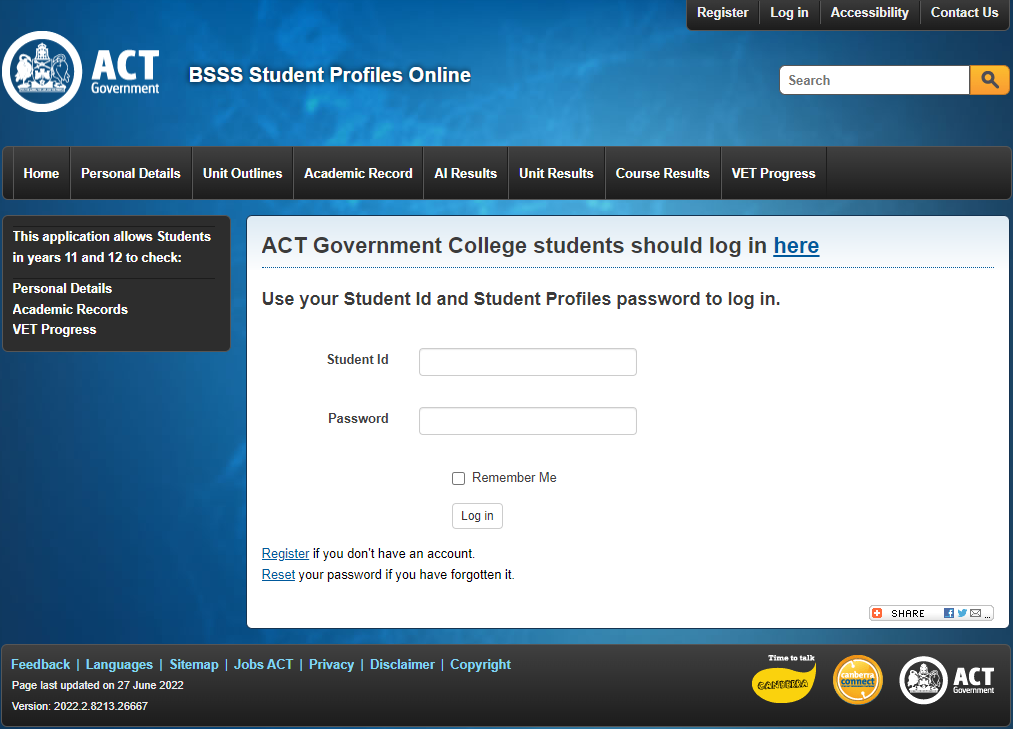 Register Log in Accessibility Contact Us
ACT
Government
BSSS Student Profiles Online
Search
Home Personal Details Unit Outlines Academic Record AI Results Unit Results Course Results VET Progress
This application allows Students
in years 11 and 12 to check:
Personal Details
Academic Records
VET Progress
ACT Government College students should log in here
Use your Student Id and Student Profiles password to log in.
Student Id
Password
Remember Me
Log in
Register if you don't have an account.
Reset your password if you have forgotten it.
SHARE ...
Feedback | Languages | Sitemap | Jobs ACT | Privacy | Disclaimer | Copyright
Page last updated on 27 June 2022
Version: 2022.2.8213.26667
Time to talk
CANBERRA
canberra
connect
ACT
Government